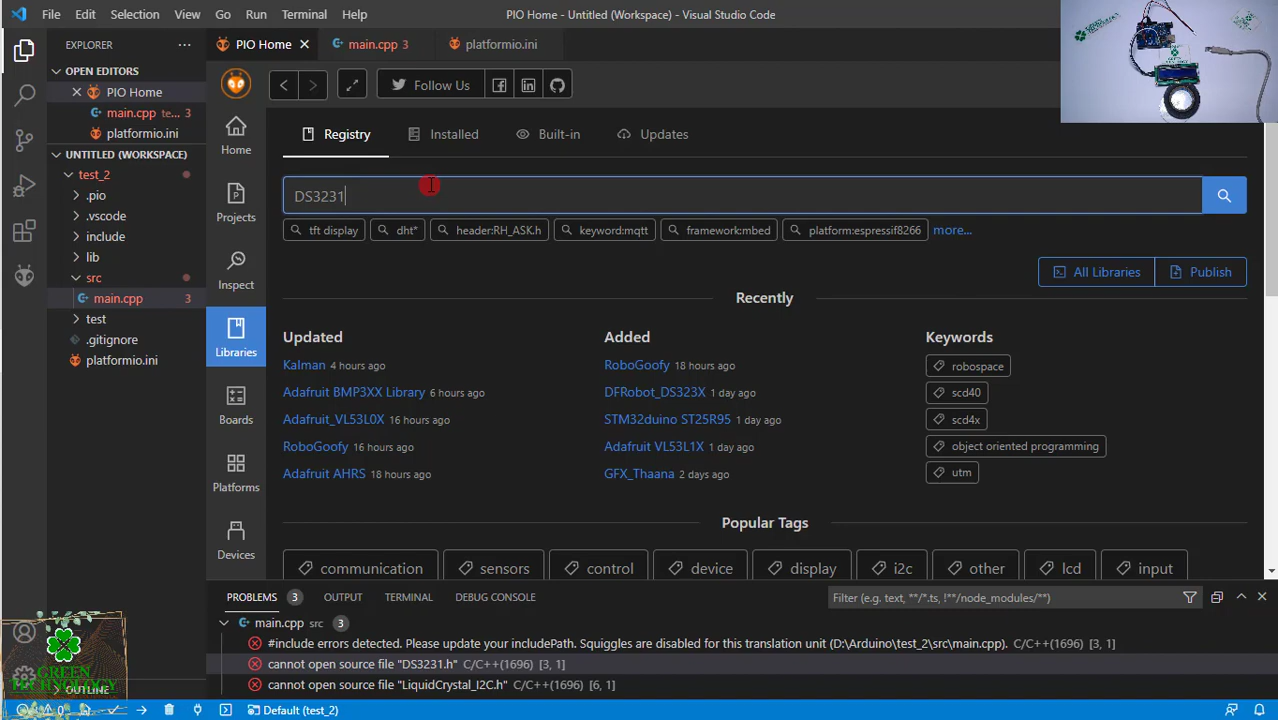 File Edit Selection View Go Run Terminal Help
PIO Home - Untitled (Workspace) - Visual Studio Code
EXPLORER
OPEN EDITORS
PIO Home
main.cpp te... 3
platformio.ini
UNTITLED (WORKSPACE)
test_2
.pio
.vscode
include
lib
src
main.cpp 3
test
.gitignore
platformio.ini
OUTLINE
GREEN
TECHNOLOGY
PIO Home
main.cpp 3
platformio.ini
Follow Us
Home
Projects
Inspect
Libraries
Boards
Platforms
Devices
Registry Installed Built-in Updates
DS3231
tft display dht* header:RH_ASK.h keyword:mqtt framework:mbed platform:espressif8266 more...
All Libraries Publish
Recently
Updated
Kalman 4 hours ago
Adafruit BMP3XX Library 6 hours ago
Adafruit_VL53L0X 16 hours ago
RoboGoofy 16 hours ago
Adafruit AHRS 18 hours ago
Added
RoboGoofy 18 hours ago
DFRobot_DS323X 1 day ago
STM32duino ST25R95 1 day ago
Adafruit VL53L1X 1 day ago
GFX_Thaana 2 days ago
Keywords
robospace
scd40
scd4x
object oriented programming
utm
Popular Tags
communication sensors control device display i2c other lcd input
PROBLEMS 3 OUTPUT TERMINAL DEBUG CONSOLE
Filter (e.g. text, **/*.ts, !**/node_modules/**)
main.cpp src 3
#include errors detected. Please update your includePath. Squiggles are disabled for this translation unit (D:\Arduino\test_2\src\main.cpp). C/C++(1696) [3, 1]
cannot open source file "DS3231.h" C/C++(1696) [3, 1]
cannot open source file "LiquidCrystal_I2C.h" C/C++(1696) [6, 1]
Default (test_2)